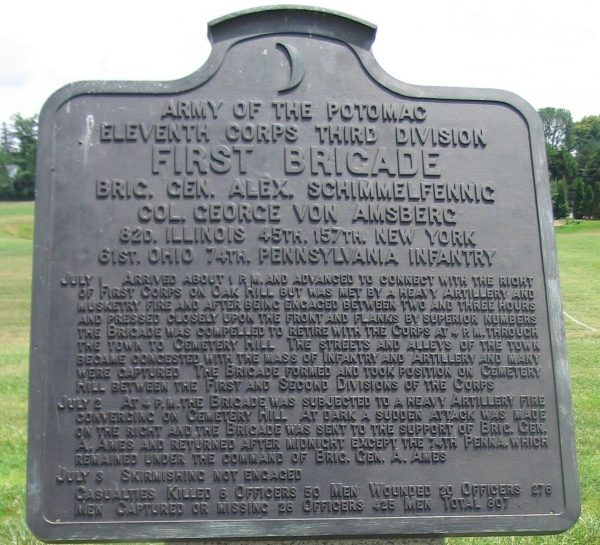 ARMY OF THE POTOMAC
ELEVENTH CORPS THIRD DIVISION
FIRST BRIGADE
BRIG. GEN. ALEX. SCHIMMELFENNIG
COL. GEORGE VON AMSBERG
82D. ILLINOIS 45TH. 157TH. NEW YORK
61ST. OHIO 74TH. PENNSYLVANIA INFANTRY
JULY 1 ARRIVED ABOUT 1 P.M. AND ADVANCED TO CONNECT WITH THE RIGHT
OF FIRST CORPS ON OAK HILL BUT WAS MET BY A HEAVY ARTILLERY AND
MUSKETRY FIRE AND AFTER BEING ENGAGED BETWEEN TWO AND THREE HOURS
AND PRESSED CLOSELY UPON THE FRONT AND FLANKS BY SUPERIOR NUMBERS
THE BRIGADE WAS COMPELLED TO RETIRE WITH THE CORPS AT 4 P.M. THROUGH
THE TOWN TO CEMETERY HILL THE STREETS AND ALLEYS OF THE TOWN
BECAME CONGESTED WITH THE MASS OF INFANTRY AND ARTILLERY AND MANY
WERE CAPTURED THE BRIGADE FORMED AND TOOK POSITION ON CEMETERY
HILL BETWEEN THE FIRST AND SECOND DIVISIONS OF THE CORPS
JULY 2 AT 4 P.M. THE BRIGADE WAS SUBJECTED TO A HEAVY ARTILLERY FIRE
CONVERGING ON CEMETERY HILL AT DARK A SUDDEN ATTACK WAS MADE
ON THE RIGHT AND THE BRIGADE WAS SENT TO THE SUPPORT OF BRIG. GEN.
A. AMES AND RETURNED AFTER MIDNIGHT EXCEPT THE 74TH PENNA. WHICH
REMAINED UNDER THE COMMAND OF BRIG. GEN. A. AMES
JULY 3 SKIRMISHING NOT ENGAGED
CASUALTIES KILLED 8 OFFICERS 50 MEN WOUNDED 20 OFFICERS 276
MEN CAPTURED OR MISSING 28 OFFICERS 425 MEN TOTAL 807